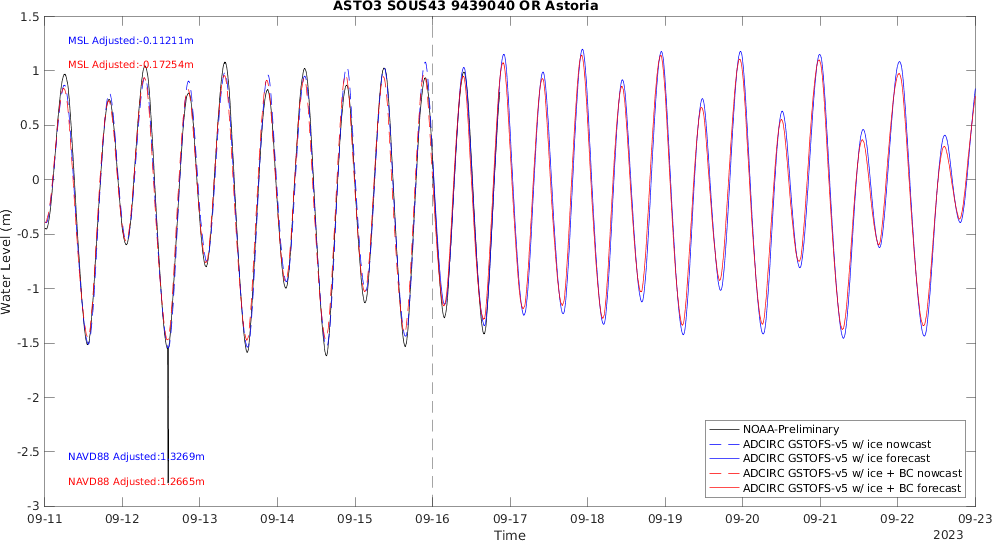 ASTO3 SOUS43 9439040 OR Astoria
MSL Adjusted:-0.11211m
MSL Adjusted:-0.17254m
NAVD88 Adjusted:1.3269m
NAVD88 Adjusted:1.2665m
Water Level (m)
1.5
1
0.5
0
-0.5
-1
-1.5
-2
-2.5
-3
NOAA-Preliminary
ADCIRC GSTOFS-v5 w/ ice nowcast
ADCIRC GSTOFS-v5 w/ ice forecast
ADCIRC GSTOFS-v5 w/ ice + BC nowcast
ADCIRC GSTOFS-v5 w/ ice + BC forecast
09-11 09-12 09-13 09-14 09-15 09-16 09-17 09-18 09-19 09-20 09-21 09-22 09-23
Time
2023